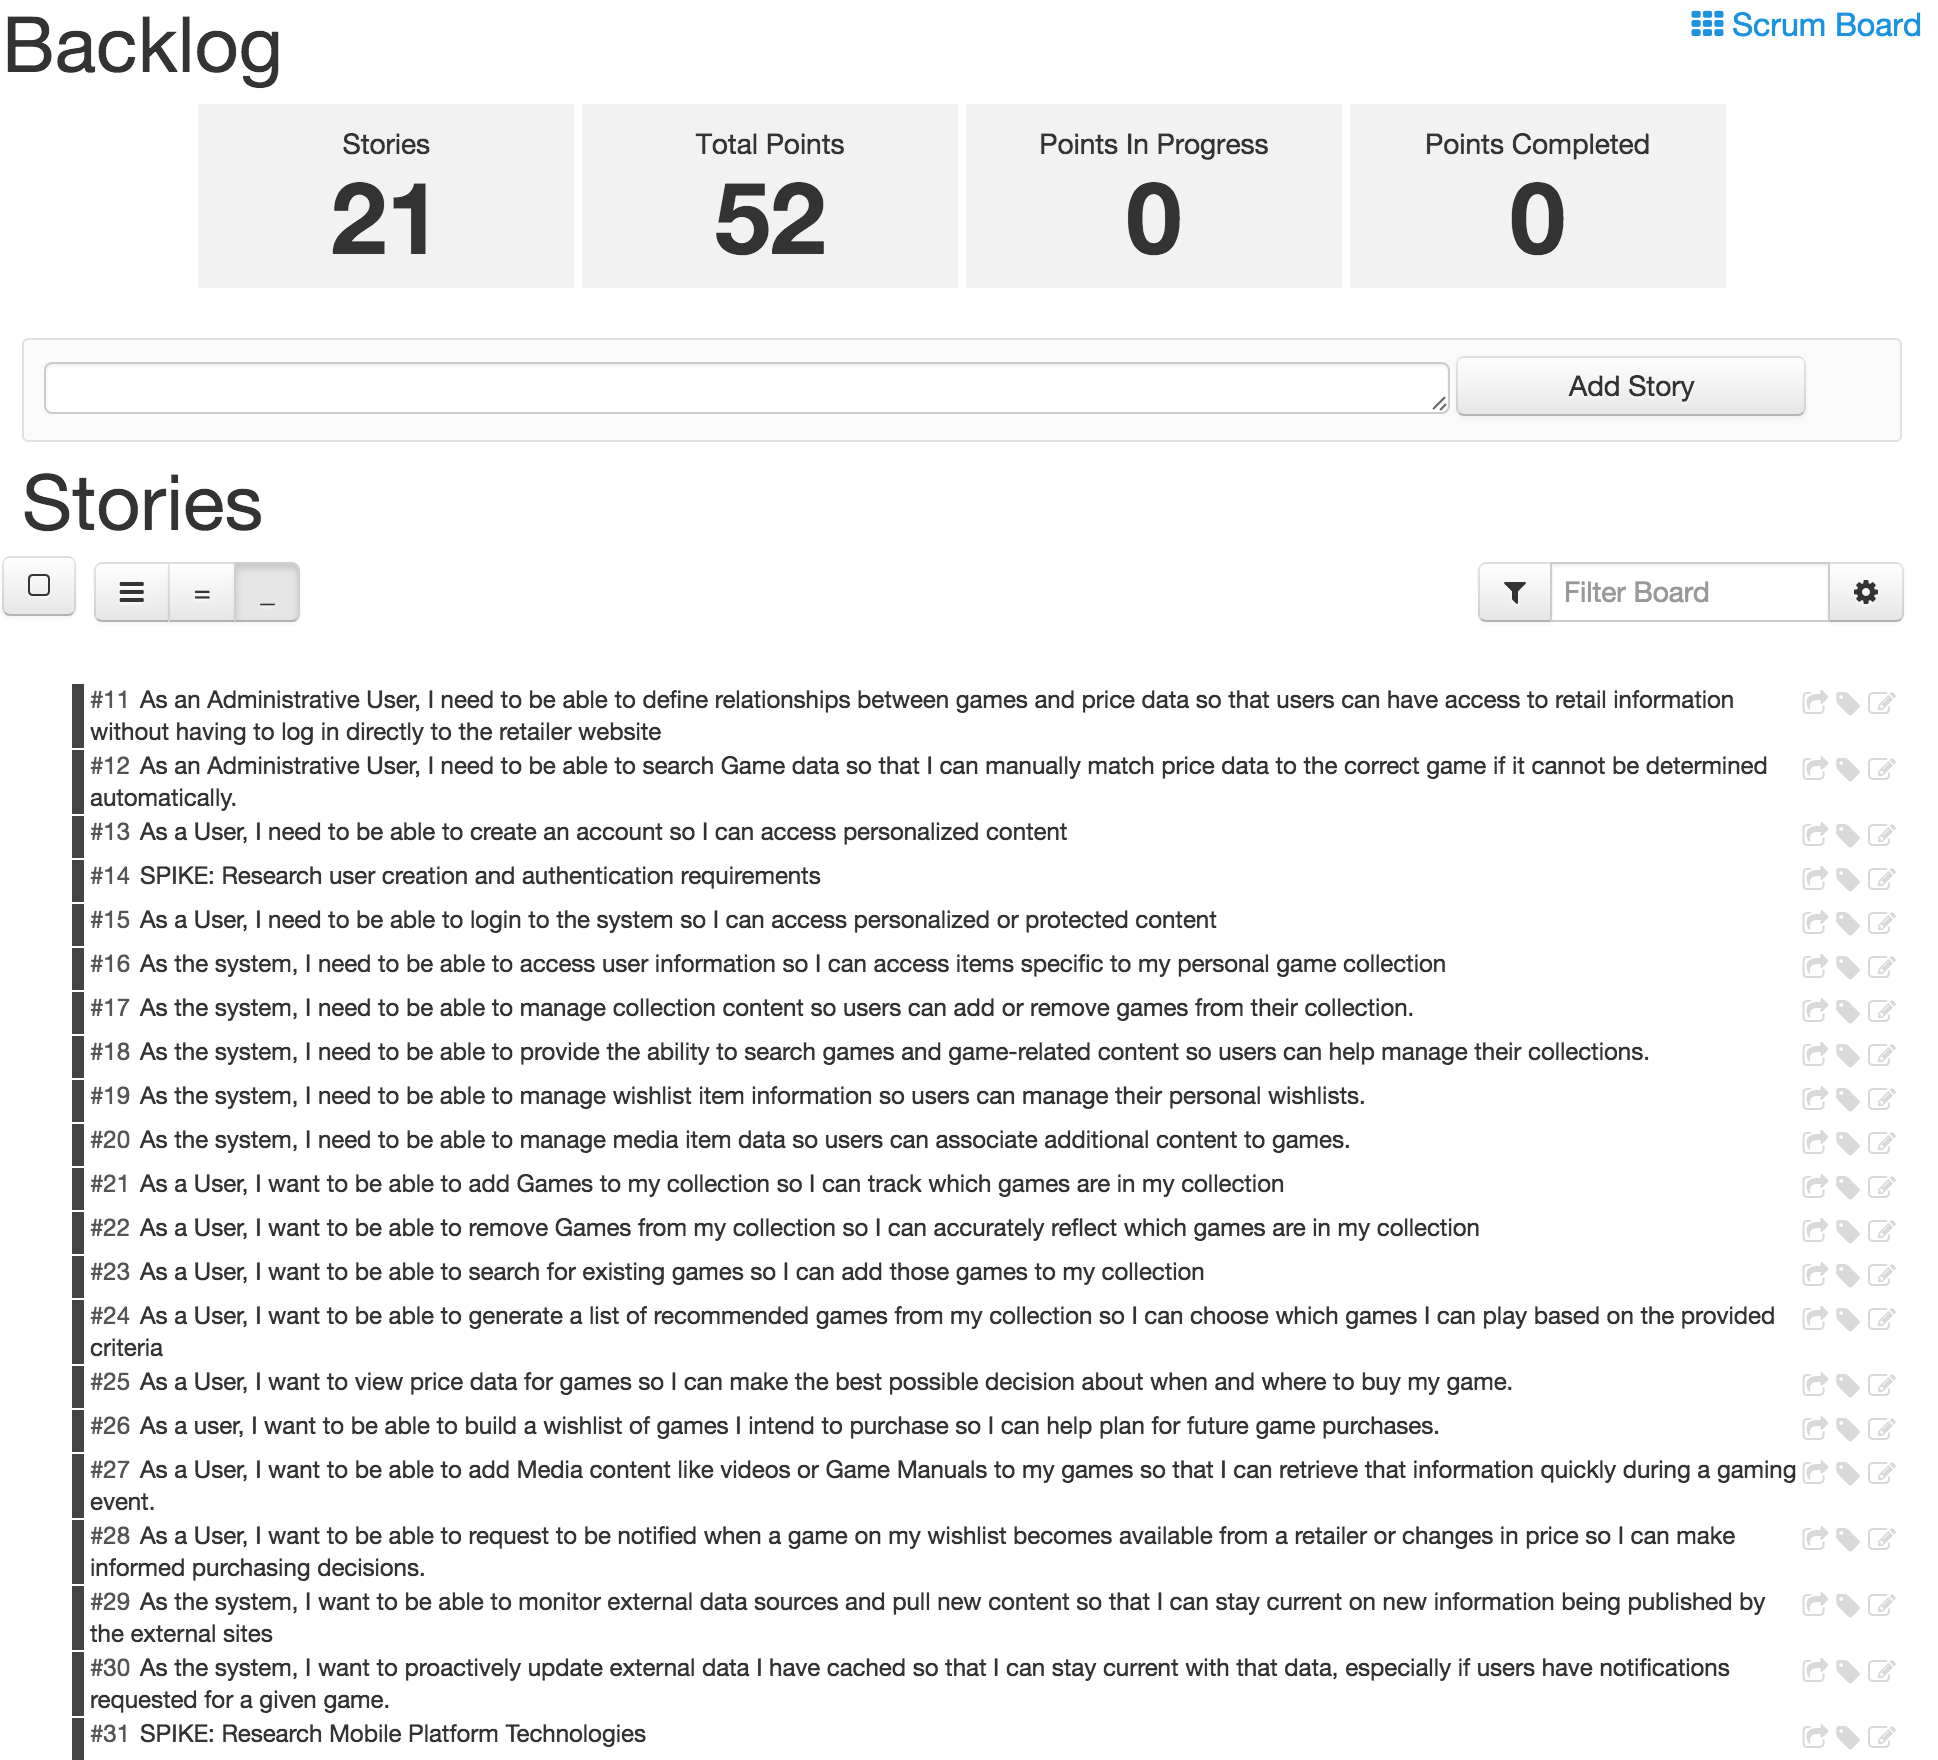 Backlog
Scrum Board
Stories
Total Points
Points In Progress
Points Completed
21
52
0
0
Add Story
Stories
= _
Filter Board
#11 As an Administrative User, I need to be able to define relationships between games and price data so that users can have access to retail information
without having to log in directly to the retailer website
#12 As an Administrative User, I need to be able to search Game data so that I can manually match price data to the correct game if it cannot be determined
automatically.
#13 As a User, I need to be able to create an account so I can access personalized content
#14 SPIKE: Research user creation and authentication requirements
#15 As a User, I need to be able to login to the system so I can access personalized or protected content
#16 As the system, I need to be able to access user information so I can access items specific to my personal game collection
#17 As the system, I need to be able to manage collection content so users can add or remove games from their collection.
#18 As the system, I need to be able to provide the ability to search games and game-related content so users can help manage their collections.
#19 As the system, I need to be able to manage wishlist item information so users can manage their personal wishlists.
#20 As the system, I need to be able to manage media item data so users can associate additional content to games.
#21 As a User, I want to be able to add Games to my collection so I can track which games are in my collection
#22 As a User, I want to be able to remove Games from my collection so I can accurately reflect which games are in my collection
#23 As a User, I want to be able to search for existing games so I can add those games to my collection
#24 As a User, I want to be able to generate a list of recommended games from my collection so I can choose which games I can play based on the provided
criteria
#25 As a User, I want to view price data for games so I can make the best possible decision about when and where to buy my game.
#26 As a user, I want to be able to build a wishlist of games I intend to purchase so I can help plan for future game purchases.
#27 As a User, I want to be able to add Media content like videos or Game Manuals to my games so that I can retrieve that information quickly during a gaming
event.
#28 As a User, I want to be able to request to be notified when a game on my wishlist becomes available from a retailer or changes in price so I can make
informed purchasing decisions.
#29 As the system, I want to be able to monitor external data sources and pull new content so that I can stay current on new information being published by
the external sites
#30 As the system, I want to proactively update external data I have cached so that I can stay current with that data, especially if users have notifications
requested for a given game.
#31 SPIKE: Research Mobile Platform Technologies